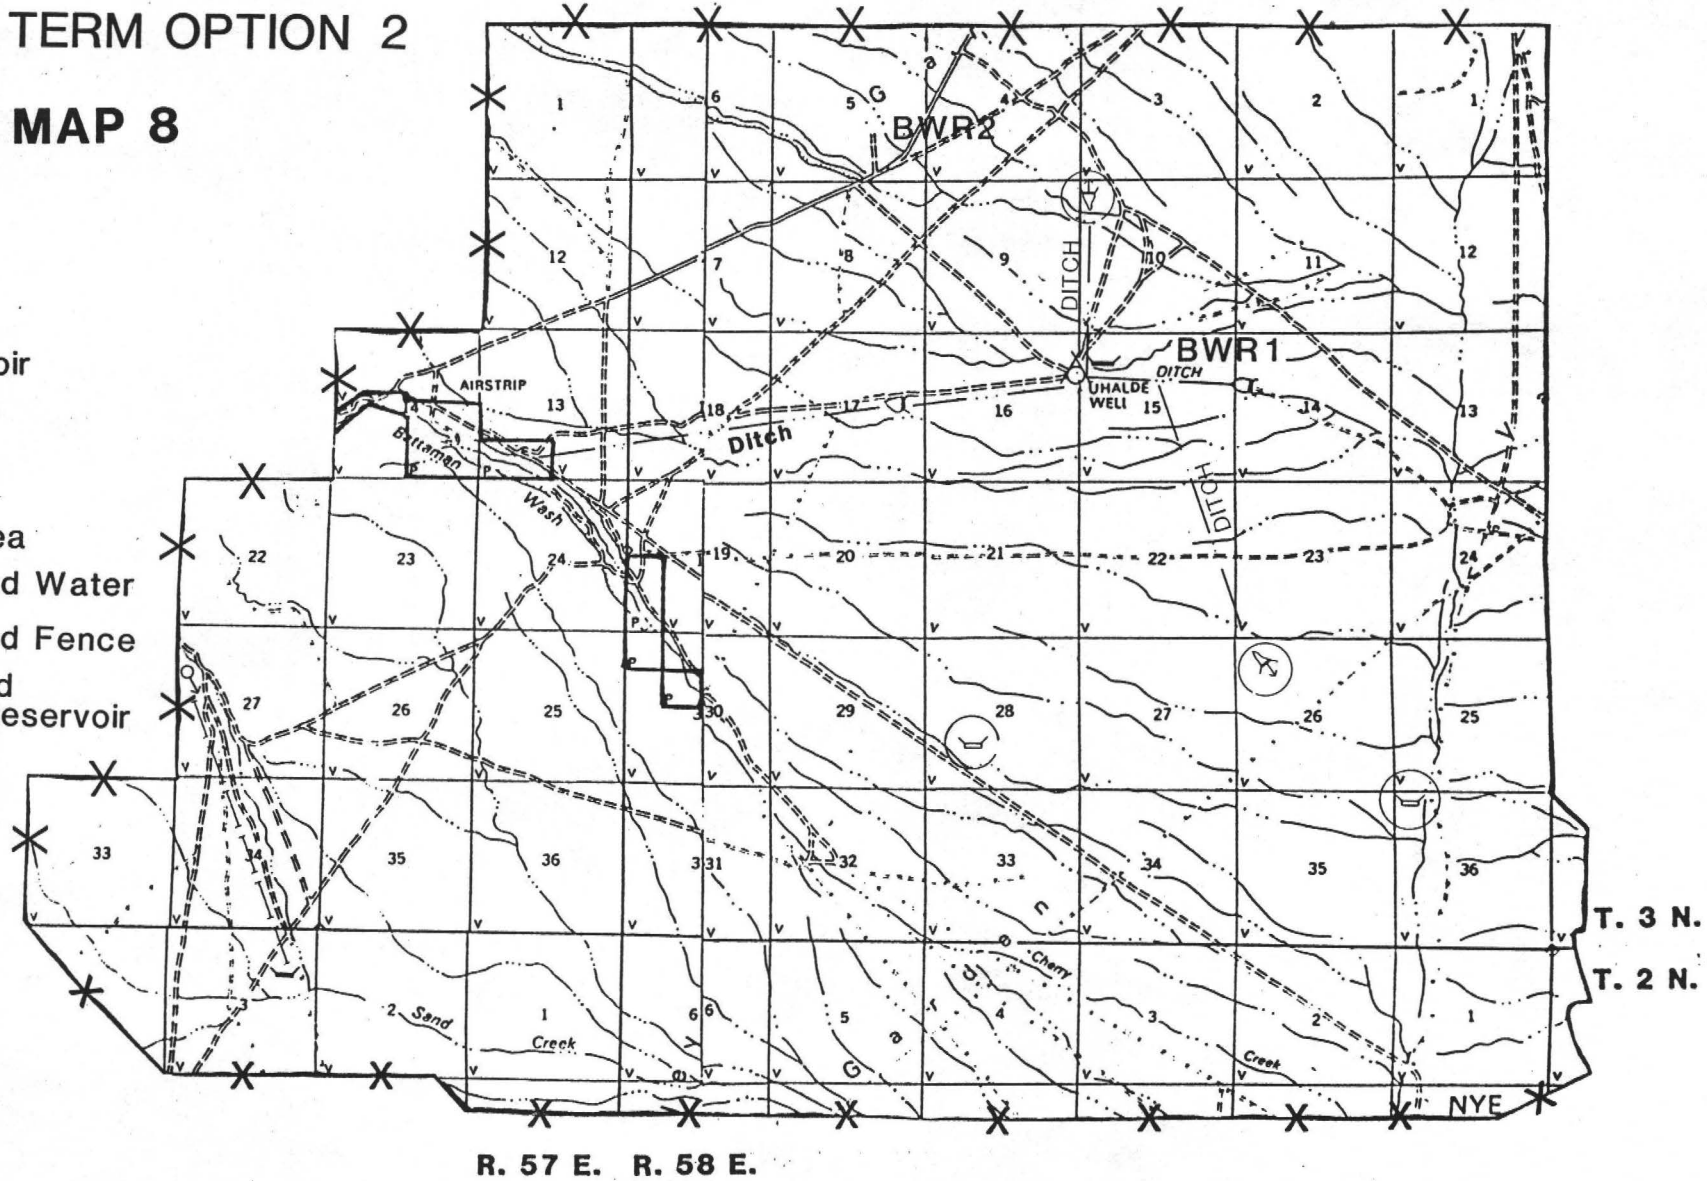 TERM OPTION 2
MAP 8
oir
ea
d Water
d Fence
d
eservoir
1 6 5 G a 4 3 2 1
BWR2
12 7 8 9 10 11 12
DITCH
BWR1
AIRSTRIP
DITCH
UHALDE
WELL
13 18 17 16 15 14 13
Ditch
Battaman
Wash
DITCH
22 23 24 19 20 21 22 23 24
P
P
P
P
P
27 26 25 30 29 28 27 26 25
33 34 35 36 31 32 33 34 35 36
T. 3 N.
T. 2 N.
n
e
d
r
a
G
Cherry
Creek
3 2 1 6 6 5 4 3 2 1
Sand
Creek
y
e
NYE
R. 57 E. R. 58 E.